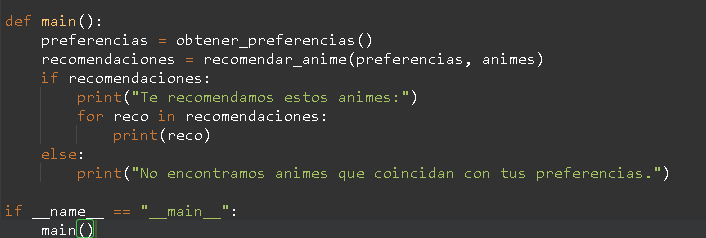 def main():
    preferencias = obtener_preferencias()
    recomendaciones = recomendar_anime(preferencias, animes)
    if recomendaciones:
        print("Te recomendamos estos animes:")
        for reco in recomendaciones:
            print(reco)
    else:
        print("No encontramos animes que coincidan con tus preferencias.")
if __name__ == "__main__":
    main()